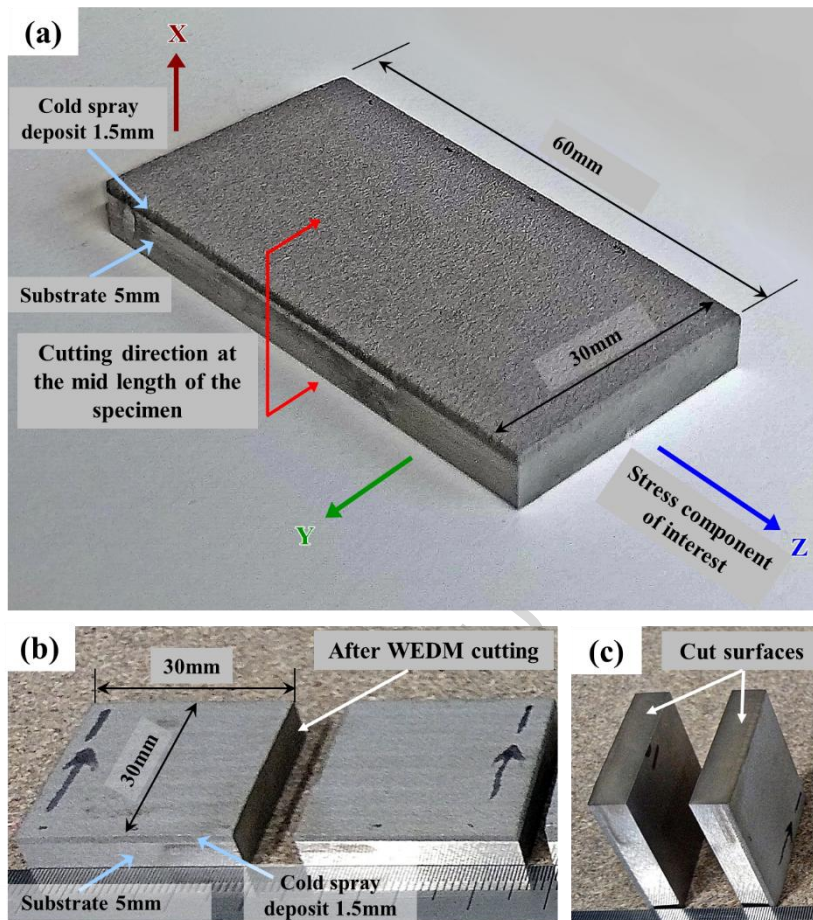 (a)
X
Cold spray
deposit 1.5mm
60mm
Substrate 5mm
30mm
Cutting direction at
the mid length of the
specimen
Y
Stress component
of interest
Z
(b)
30mm
After WEDM cutting
30mm
Substrate 5mm
Cold spray
deposit 1.5mm
(c)
Cut surfaces